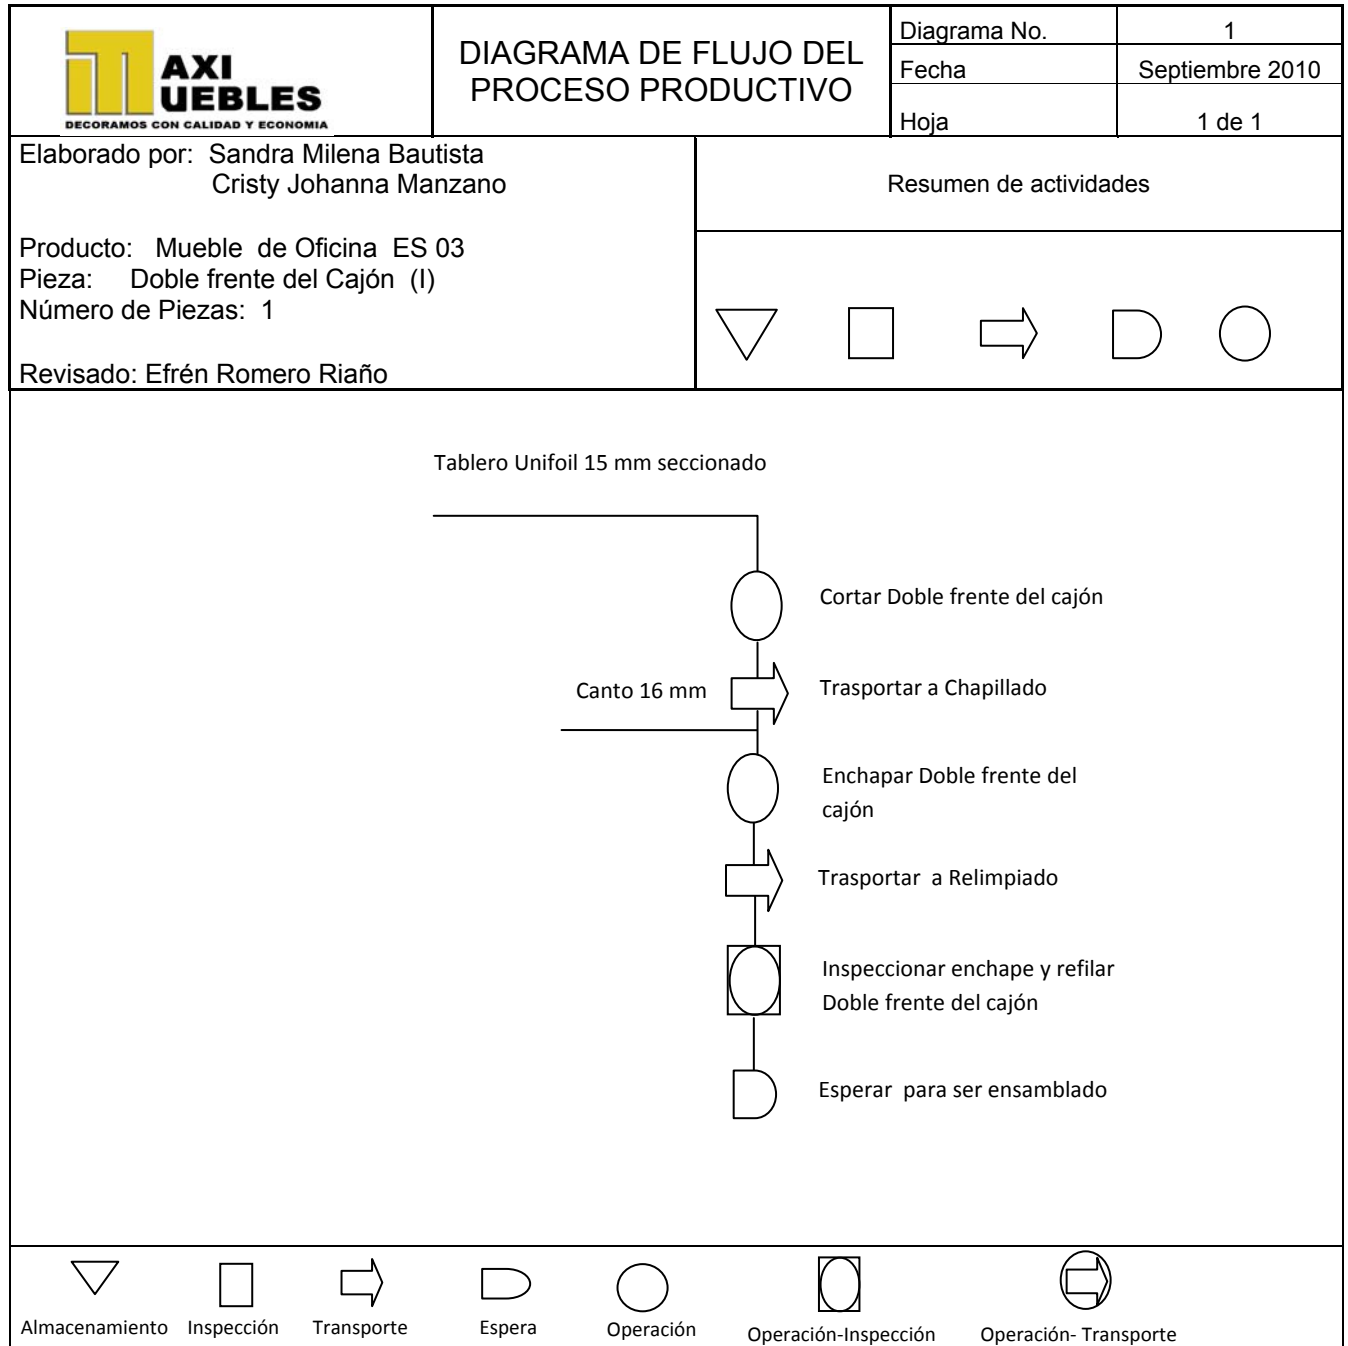 AXI
UEBLES
DECORAMOS CON CALIDAD Y ECONOMIA
DIAGRAMA DE FLUJO DEL
PROCESO PRODUCTIVO
Diagrama No. 1
Fecha Septiembre 2010
Hoja 1 de 1
Elaborado por: Sandra Milena Bautista
Cristy Johanna Manzano
Producto: Mueble de Oficina ES 03
Pieza: Doble frente del Cajón (I)
Número de Piezas: 1
Revisado: Efrén Romero Riaño
Resumen de actividades
Tablero Unifoil 15 mm seccionado
Cortar Doble frente del cajón
Canto 16 mm
Trasportar a Chapillado
Enchapar Doble frente del
cajón
Trasportar a Relimpiado
Inspeccionar enchape y refilar
Doble frente del cajón
Esperar para ser ensamblado
Almacenamiento Inspección Transporte Espera Operación Operación-Inspección Operación- Transporte